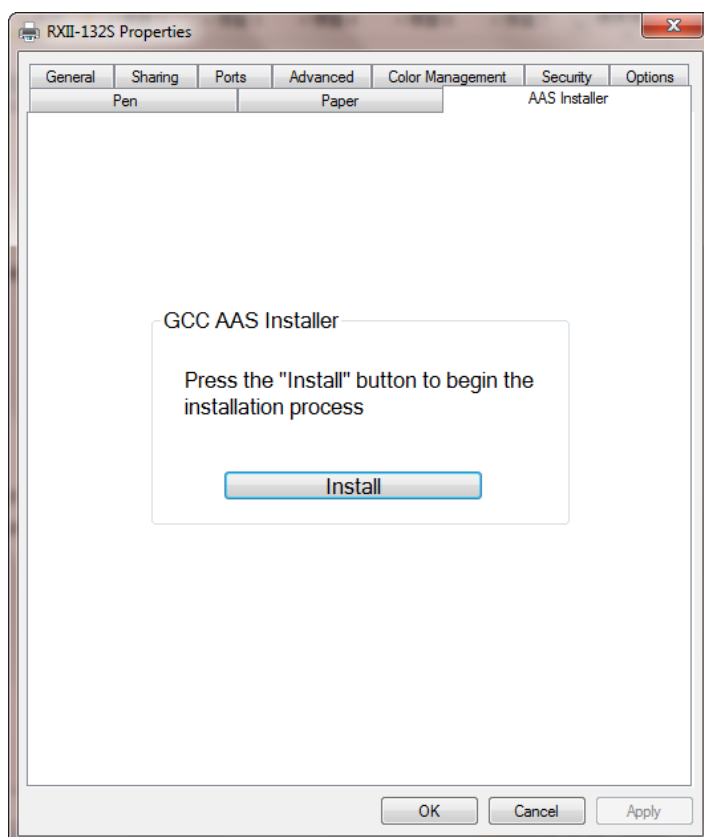 RXII-132S Properties
General Sharing Ports Advanced Color Management Security Options
Pen Paper AAS Installer
GCC AAS Installer
Press the "Install" button to begin the
installation process
Install
OK Cancel Apply